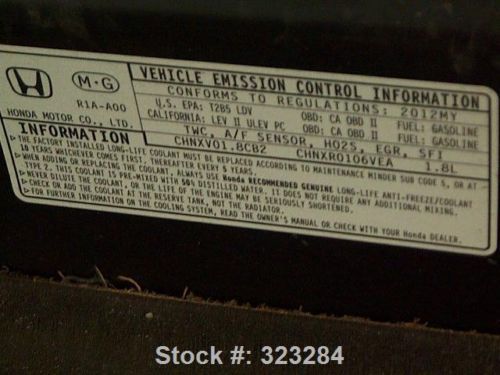 M-G
R1A-A00
HONDA MOTOR CO., LTD.
VEHICLE EMISSION CONTROL INFORMATION
CONFORMS TO REGULATIONS: 2012MY
U.S. EPA: T2B5 LDV OBD: CA OBD II FUEL: GASOLINE
CALIFORNIA: LEV II ULEV PC OBD: CA OBD II FUEL: GASOLINE
TWC, A/F SENSOR, HO2S, EGR, SFI
CHNXV01.8CB2 CHNXR0106VEA 1.8L
INFORMATION
▷THE FACTORY INSTALLED LONG-LIFE COOLANT MUST BE REPLACED ACCORDING TO MAINTENANCE MINDER SUB CODE 5, OR AT
10 YEARS WHICHEVER COMES FIRST, THEREAFTER EVERY 5 YEARS.
▷WHEN ADDING OR REPLACING THE COOLANT, ALWAYS USE Honda RECOMMENDED GENUINE LONG-LIFE ANTI-FREEZE/COOLANT
TYPE 2. THIS COOLANT IS PRE-MIXED WITH 50% DISTILLED WATER. IT DOES NOT REQUIRE ANY ADDITIONAL MIXING.
OR THE LIFE OF THE ENGINE MAY BE SERIOUSLY SHORTENED.
▷CHECK OR ADD THE COOLANT AT THE RESERVE TANK, NOT THE RADIATOR.
▷FOR FURTHER INFORMATION ON THE COOLING SYSTEM, READ THE OWNER'S MANUAL OR CHECK WITH YOUR Honda DEALER.
Stock #: 323284